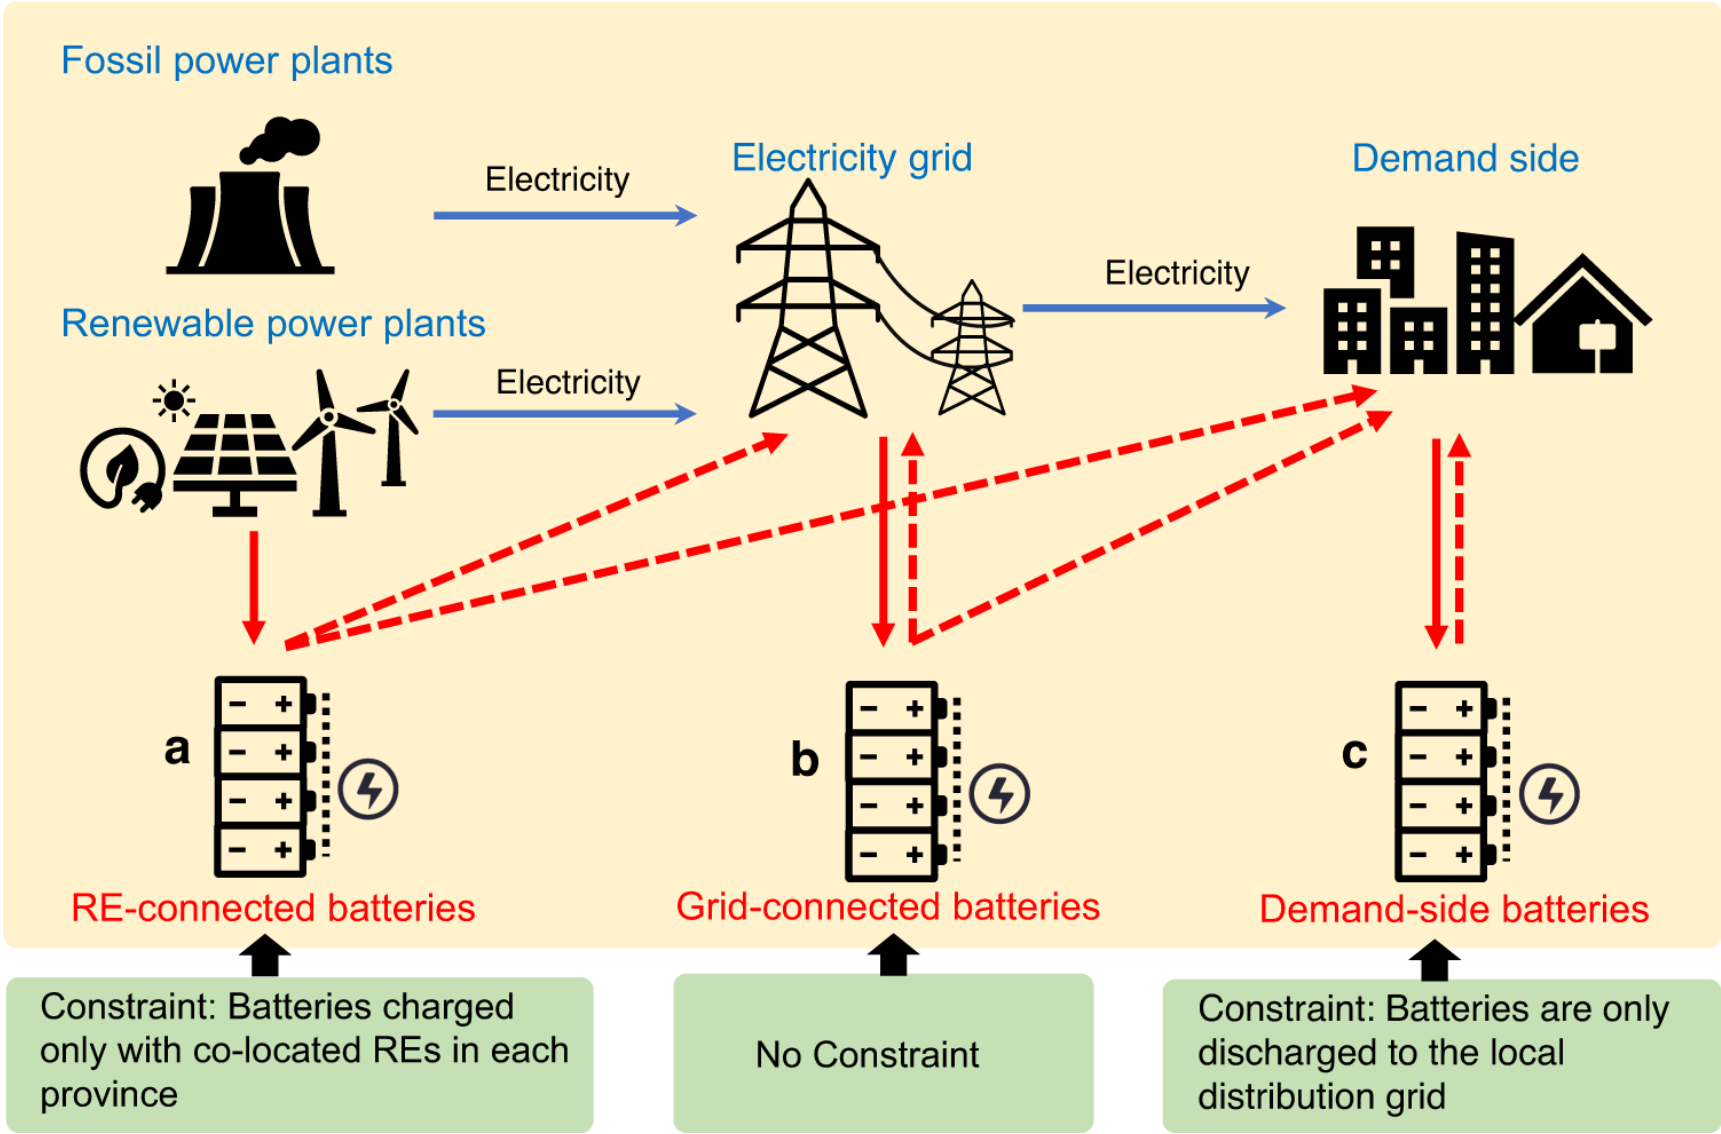 Fossil power plants
Electricity
Electricity grid
Demand side
Electricity
Renewable power plants
Electricity
a
b
c
RE-connected batteries
Grid-connected batteries
Demand-side batteries
Constraint: Batteries charged
only with co-located REs in each
province
No Constraint
Constraint: Batteries are only
discharged to the local
distribution grid